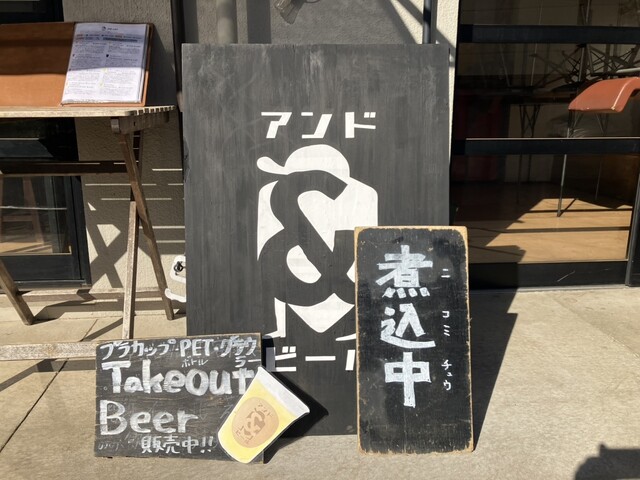 アンド
&
ビール
煮込中
ニコミチュウ
プラカップ・PET・グラウラー
ボトル
Takeout
Beer
販売中!!